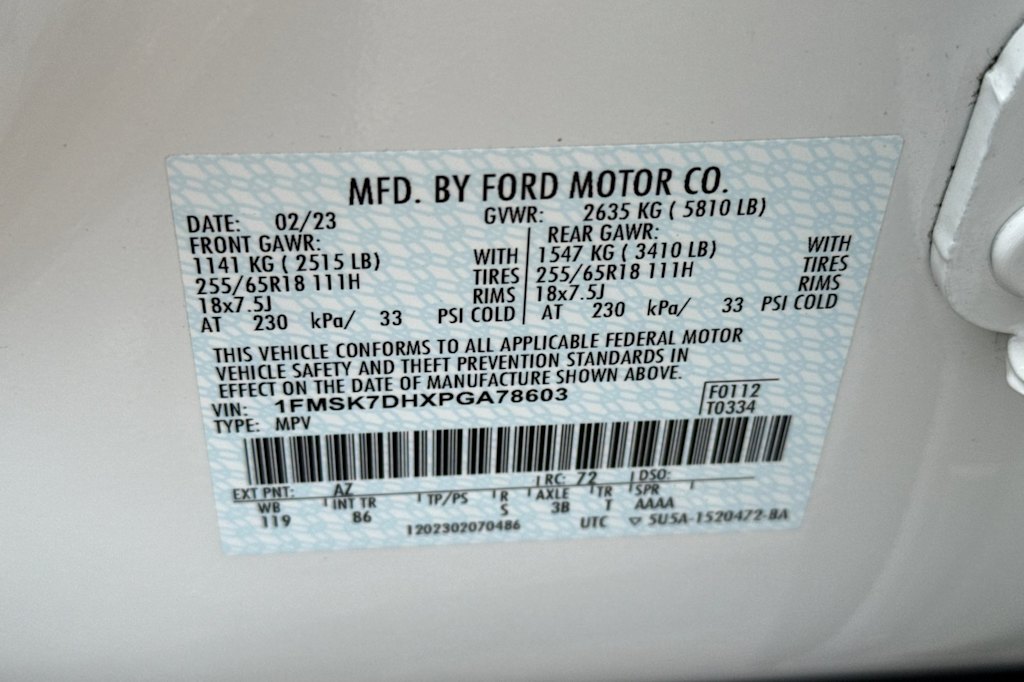 MFD. BY FORD MOTOR CO.
DATE: 02/23 GVWR: 2635 KG ( 5810 LB)
FRONT GAWR: REAR GAWR:
1141 KG ( 2515 LB) WITH 1547 KG ( 3410 LB) WITH
255/65R18 111H TIRES 255/65R18 111H TIRES
18x7.5J RIMS 18x7.5J RIMS
AT 230 kPa/ 33 PSI COLD AT 230 kPa/ 33 PSI COLD
THIS VEHICLE CONFORMS TO ALL APPLICABLE FEDERAL MOTOR
VEHICLE SAFETY AND THEFT PREVENTION STANDARDS IN
EFFECT ON THE DATE OF MANUFACTURE SHOWN ABOVE.
VIN: 1FMSK7DHXPGA78603 F0112
TYPE: MPV T0334
EXT PNT: AZ RC: 72 DSO:
WB INT TR TP/PS R AXLE TR SPR
119 86 S 3B T AAAA
1202302070486 UTC ▽ 5U5A-1520472-BA